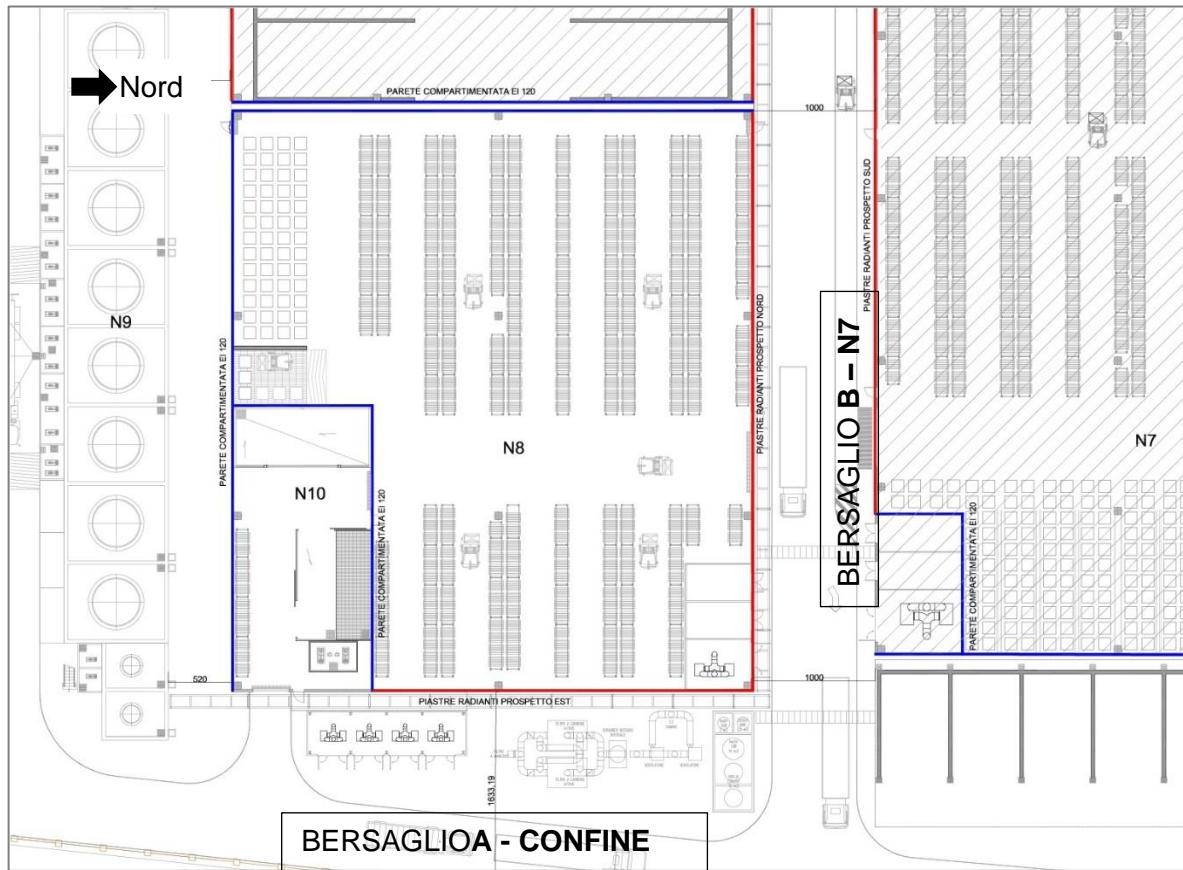 Nord
PARETE COMPARTIMENTATA EI 120
1000
PIASTRE RADIANTI PROSPETTO SUD
N9
PARETE COMPARTIMENTATA EI 120
PIASTRE RADIANTI PROSPETTO NORD
BERSAGLIO B – N7
N8
N7
N10
PARETE COMPARTIMENTATA EI 120
PARETE COMPARTIMENTATA EI 120
520
1000
PIASTRE RADIANTI PROSPETTO EST
1633,19
BERSAGLIOA - CONFINE